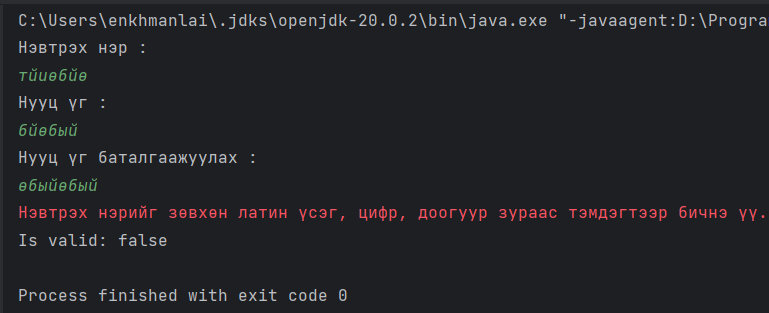 C:\Users\enkhmanlai\.jdks\openjdk-20.0.2\bin\java.exe "-javaagent:D:\Progra
Нэвтрэх нэр :
тйиөбйө
Нууц үг :
бйөбый
Нууц үг баталгаажуулах :
өбыйөбый
Нэвтрэх нэрийг зөвхөн латин үсэг, цифр, доогуур зураас тэмдэгтээр бичнэ үү.
Is valid: false
Process finished with exit code 0